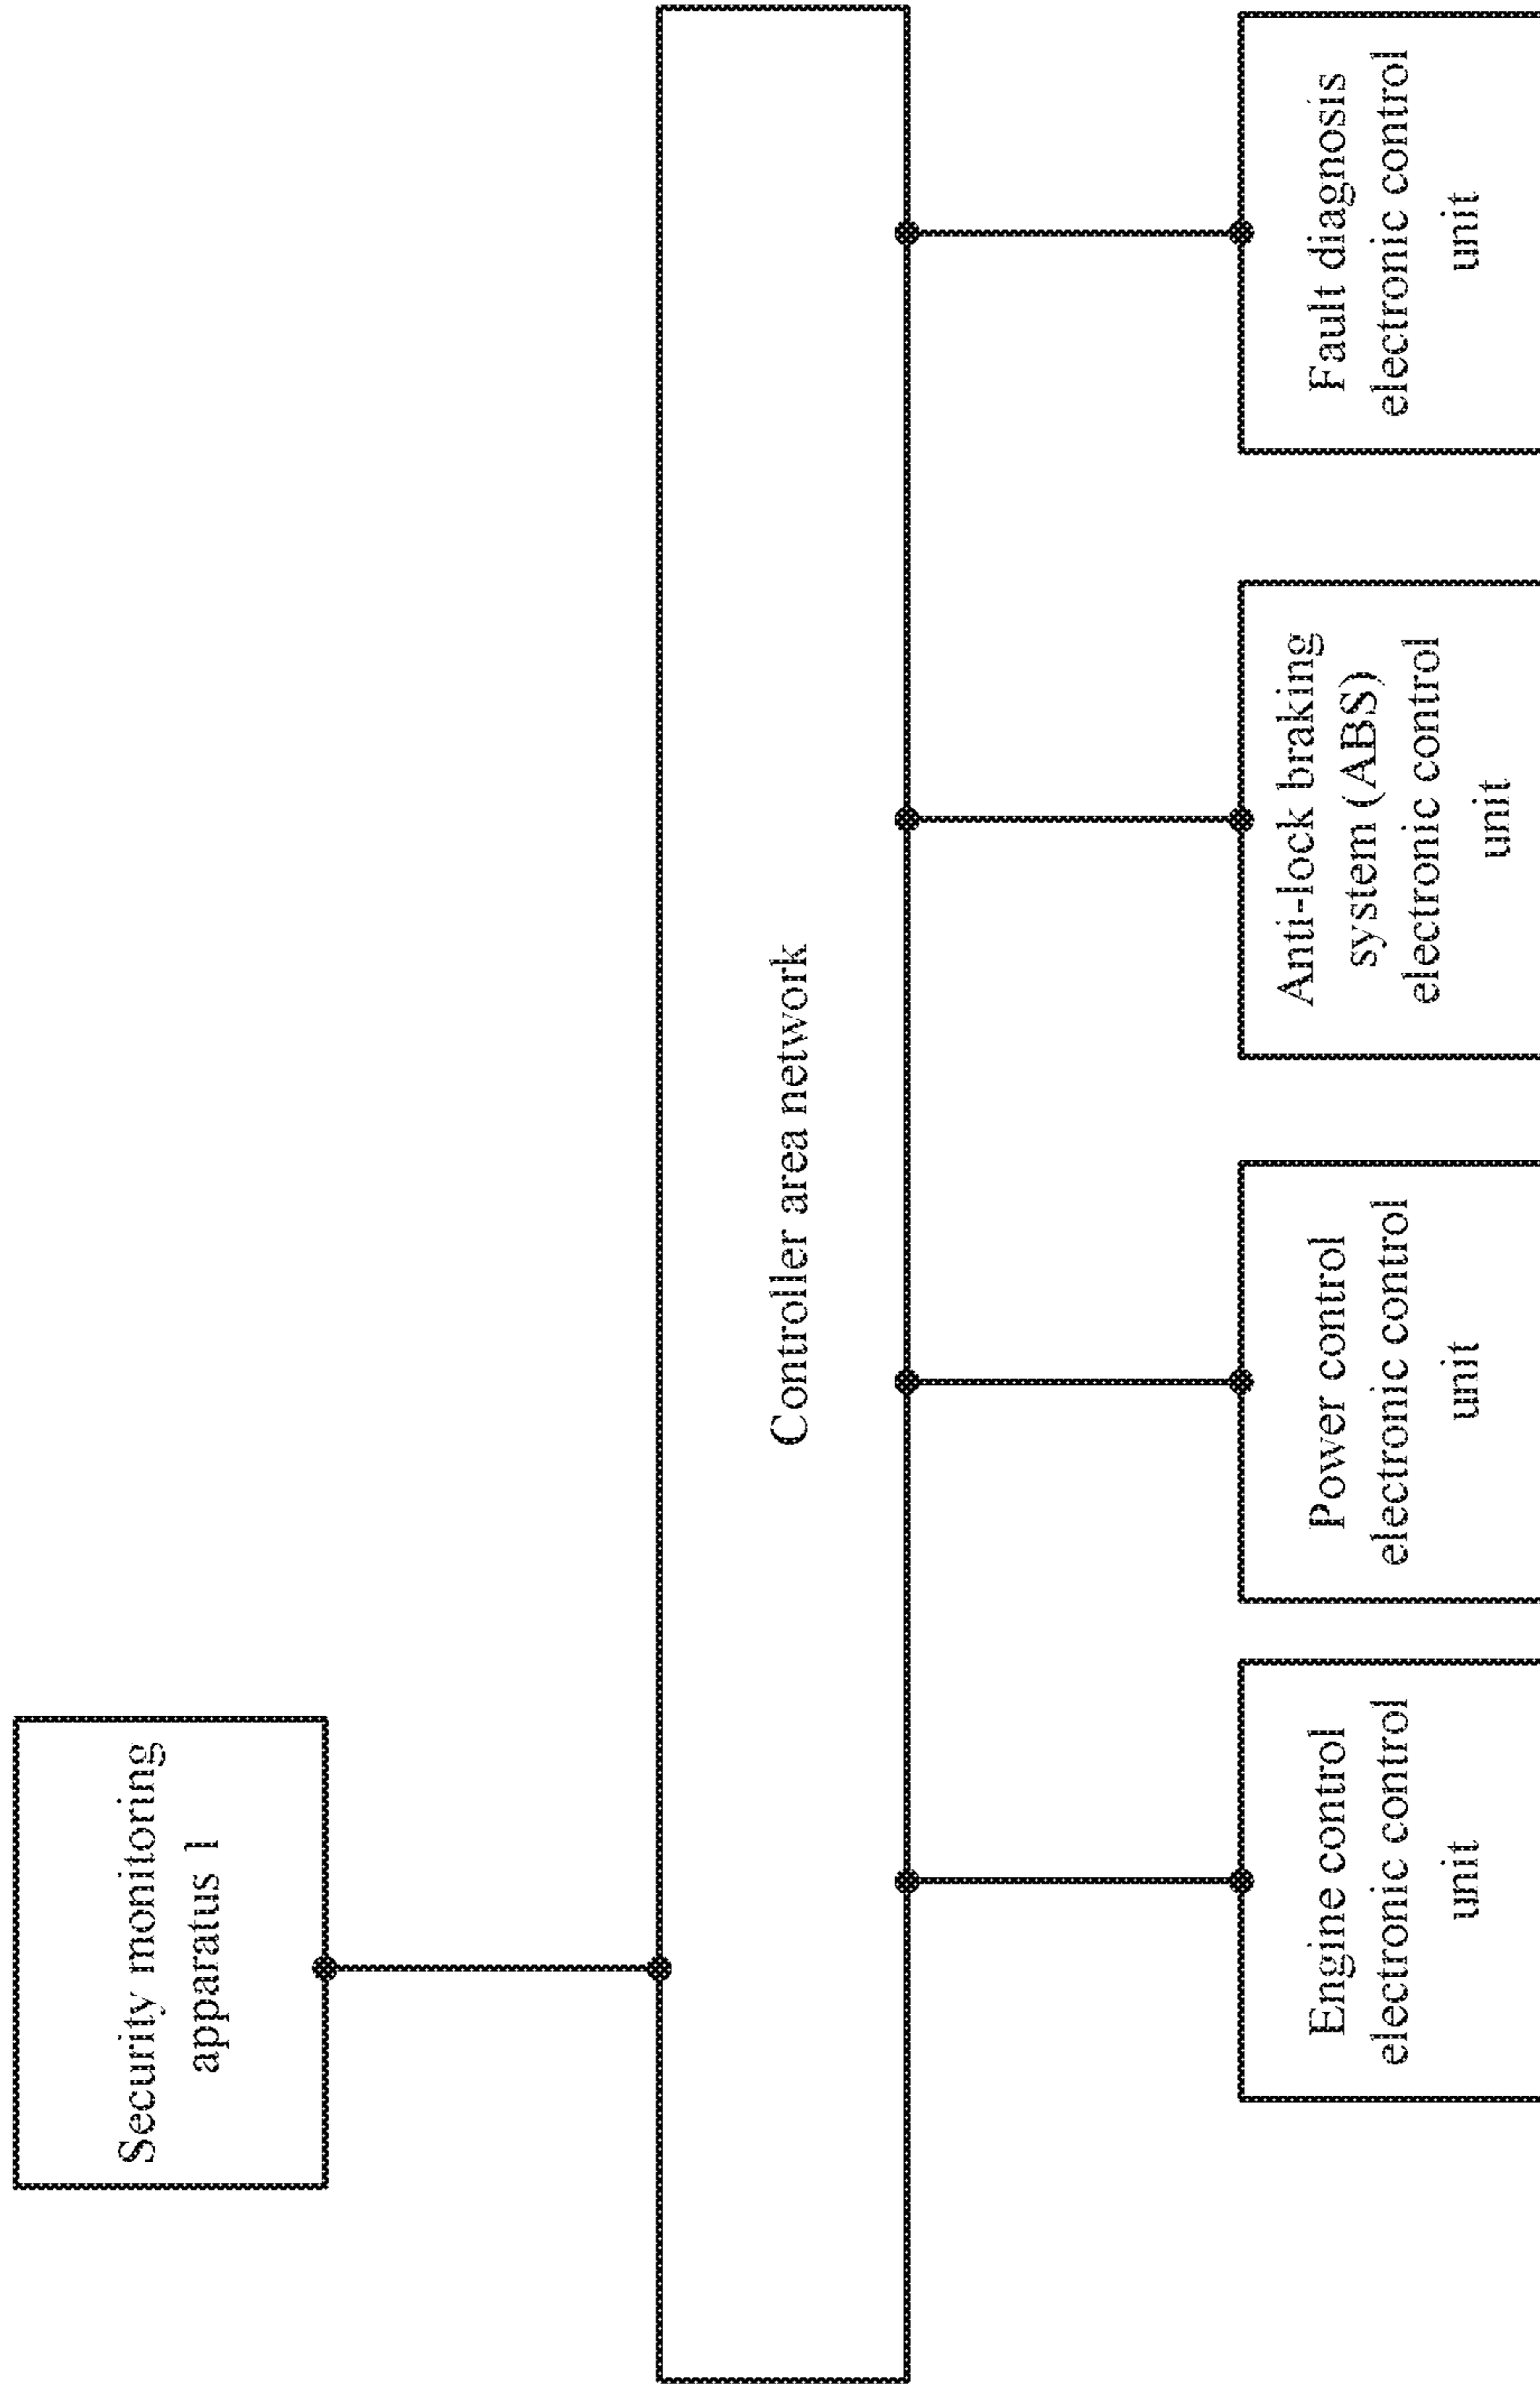 Security monitoring
apparatus 1
Controller area network
Engine control
electronic control
unit
Power control
electronic control
unit
Anti-lock braking
system (ABS)
electronic control
unit
Fault diagnosis
electronic control
unit